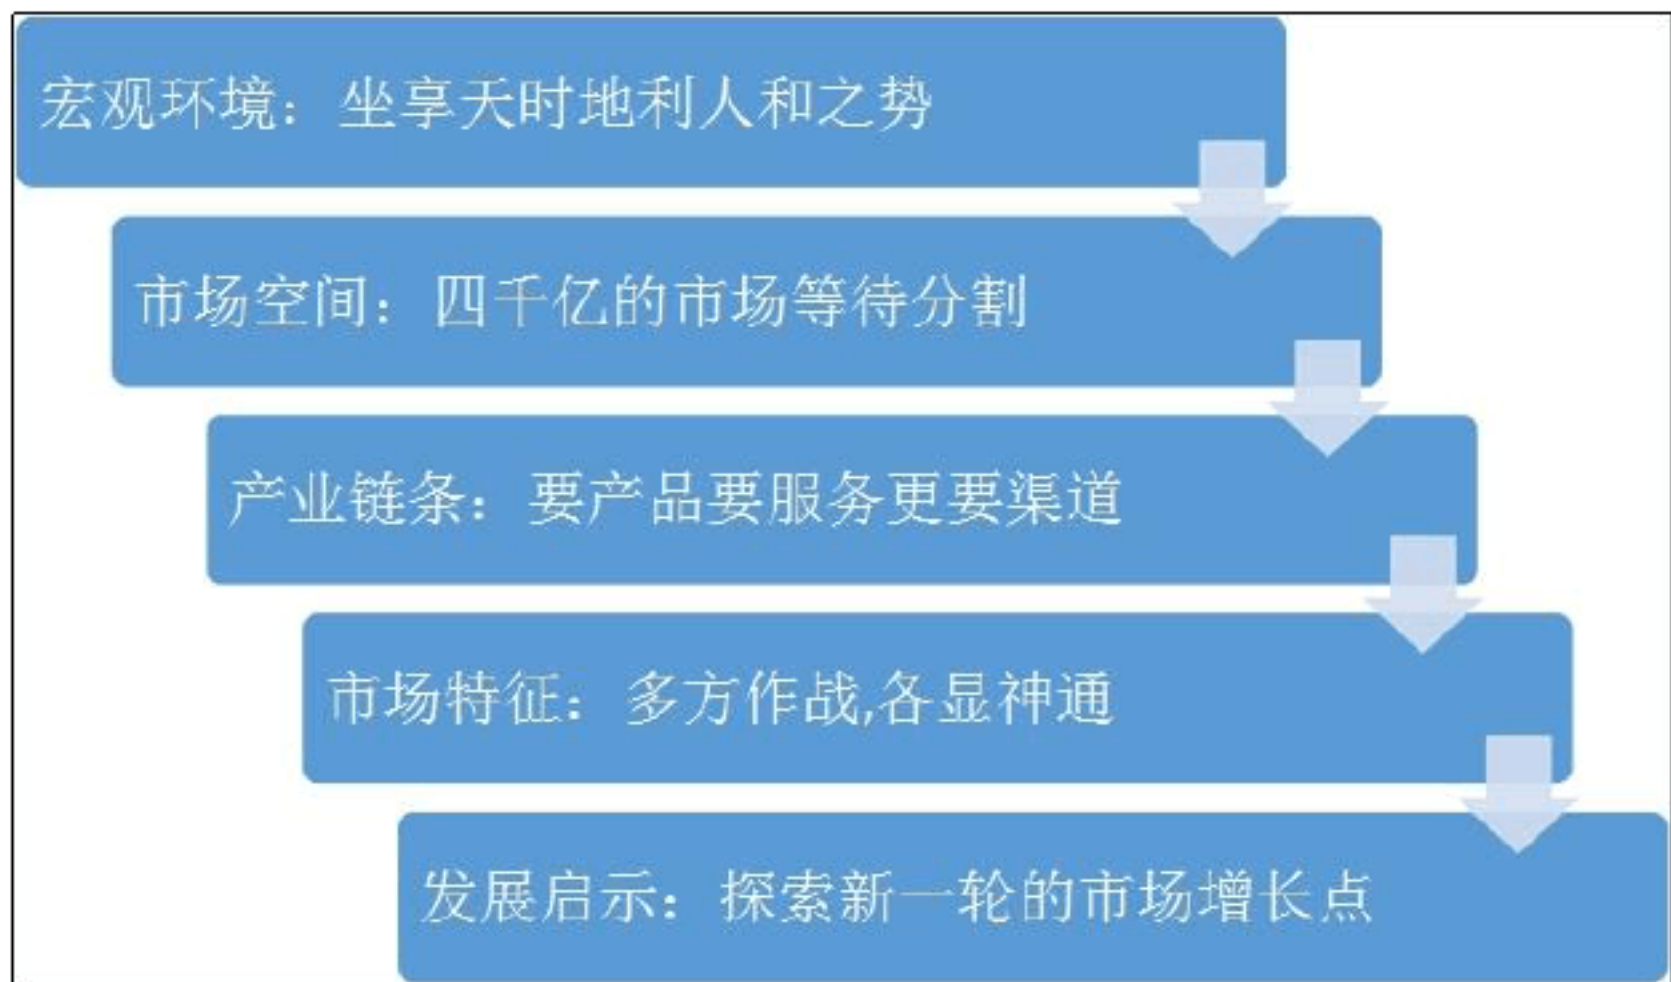 宏观环境：坐享天时地利人和之势
市场空间：四千亿的市场等待分割
产业链条：要产品要服务更要渠道
市场特征：多方作战,各显神通
发展启示：探索新一轮的市场增长点